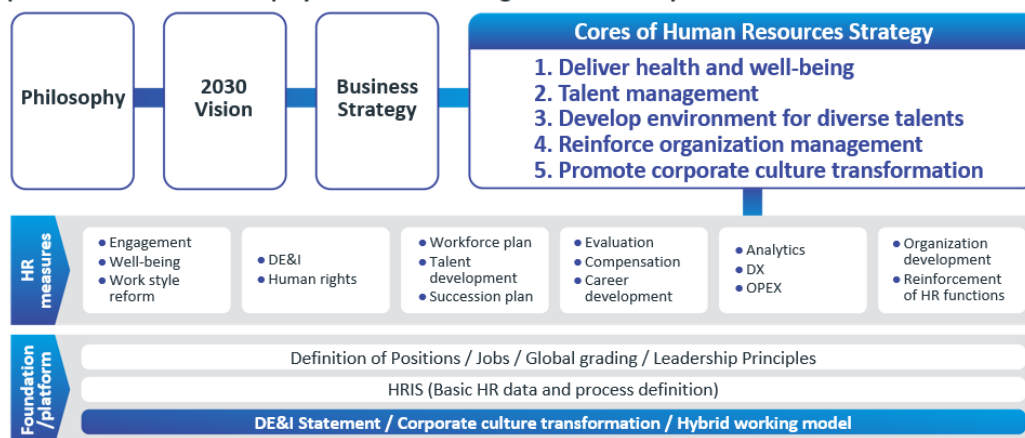 Philosophy
2030
Vision
Business
Strategy
Cores of Human Resources Strategy
1. Deliver health and well-being
2. Talent management
3. Develop environment for diverse talents
4. Reinforce organization management
5. Promote corporate culture transformation
HR
measures
• Engagement
• Well-being
• Work style
reform
• DE&I
• Human rights
• Workforce plan
• Talent
development
• Succession plan
• Evaluation
• Compensation
• Career
development
• Analytics
• DX
• OPEX
• Organization
development
• Reinforcement
of HR functions
Foundation
/platform
Definition of Positions / Jobs / Global grading / Leadership Principles
HRIS (Basic HR data and process definition)
DE&I Statement / Corporate culture transformation / Hybrid working model